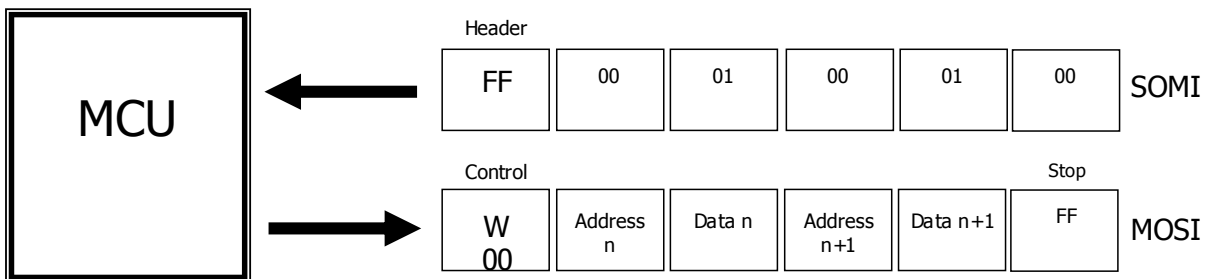 MCU
Header
FF 00 01 00 01 00 SOMI
Control Stop
W Address Data n Address Data n+1 FF MOSI
00 n n+1